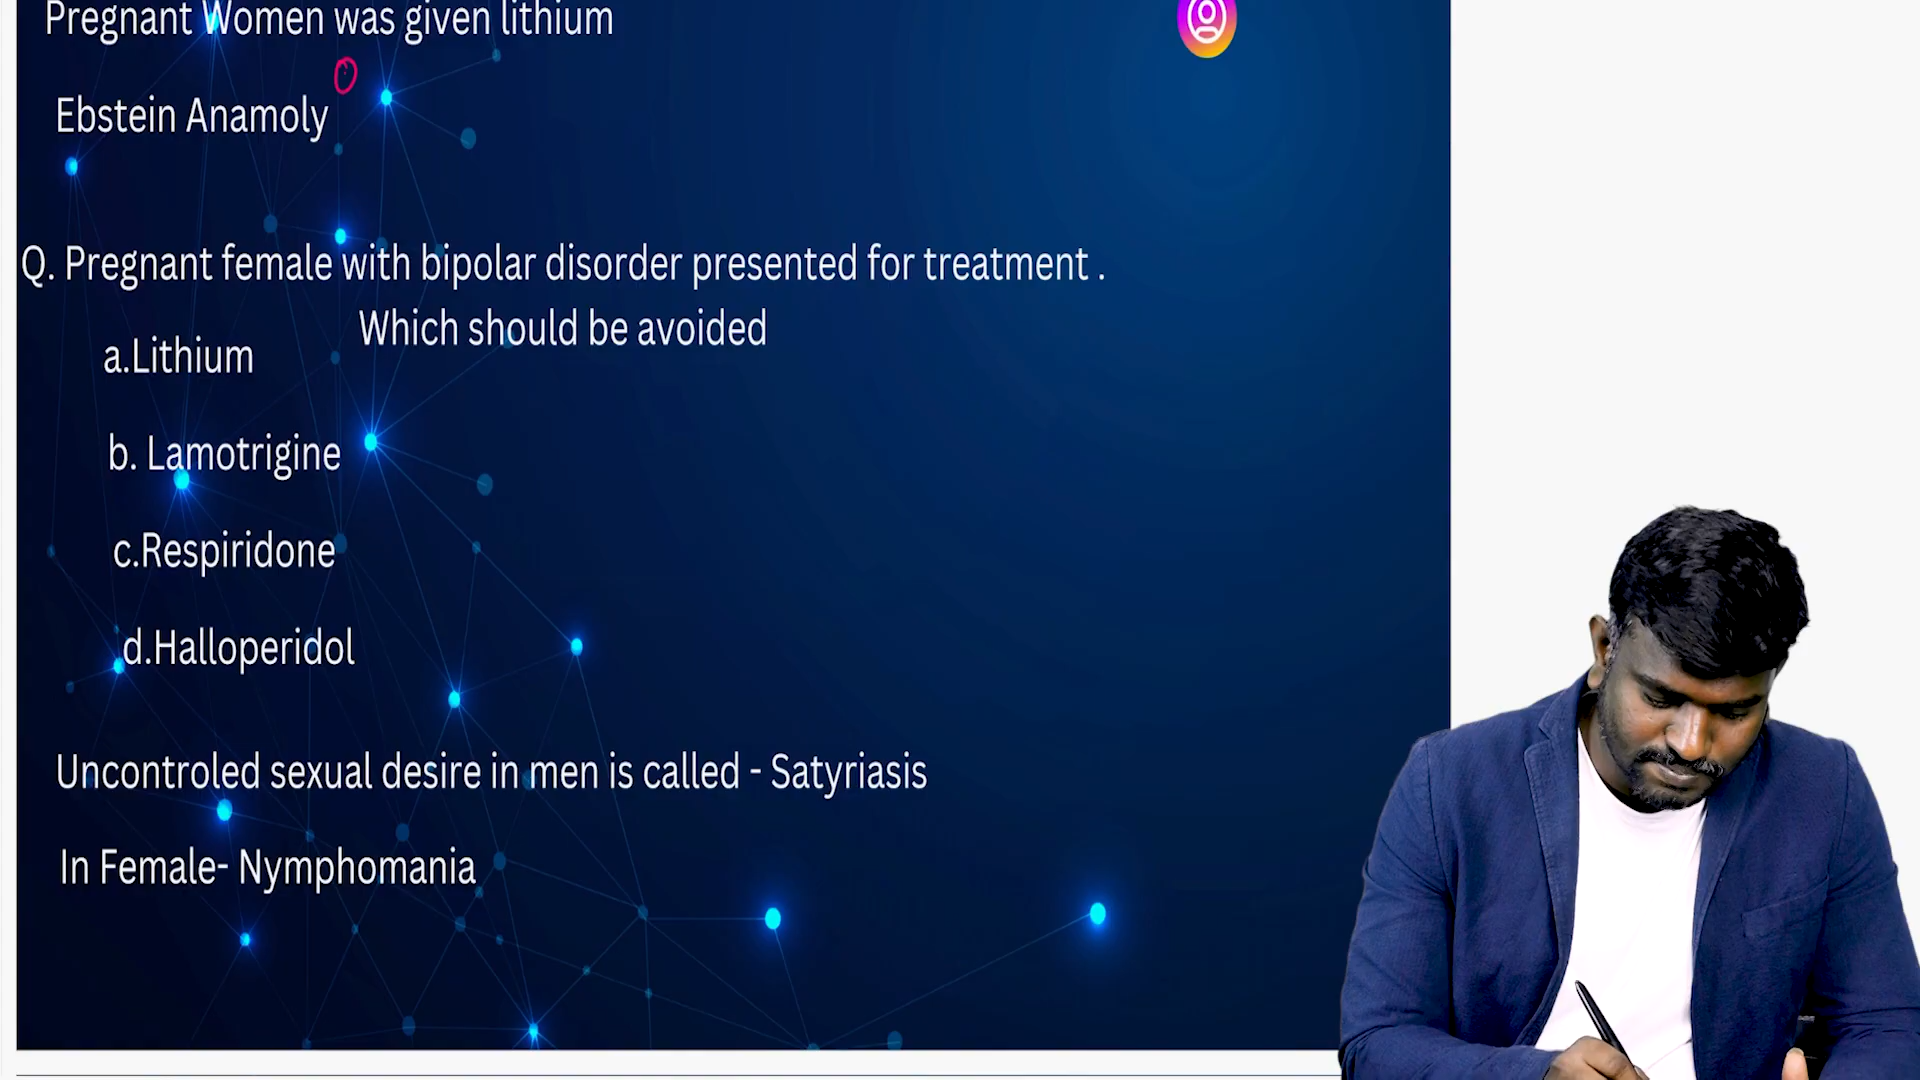 Pregnant Women was given lithium
Ebstein Anamoly
Q. Pregnant female with bipolar disorder presented for treatment .
Which should be avoided
a.Lithium
b. Lamotrigine
c.Respiridone
d.Halloperidol
Uncontroled sexual desire in men is called - Satyriasis
In Female- Nymphomania